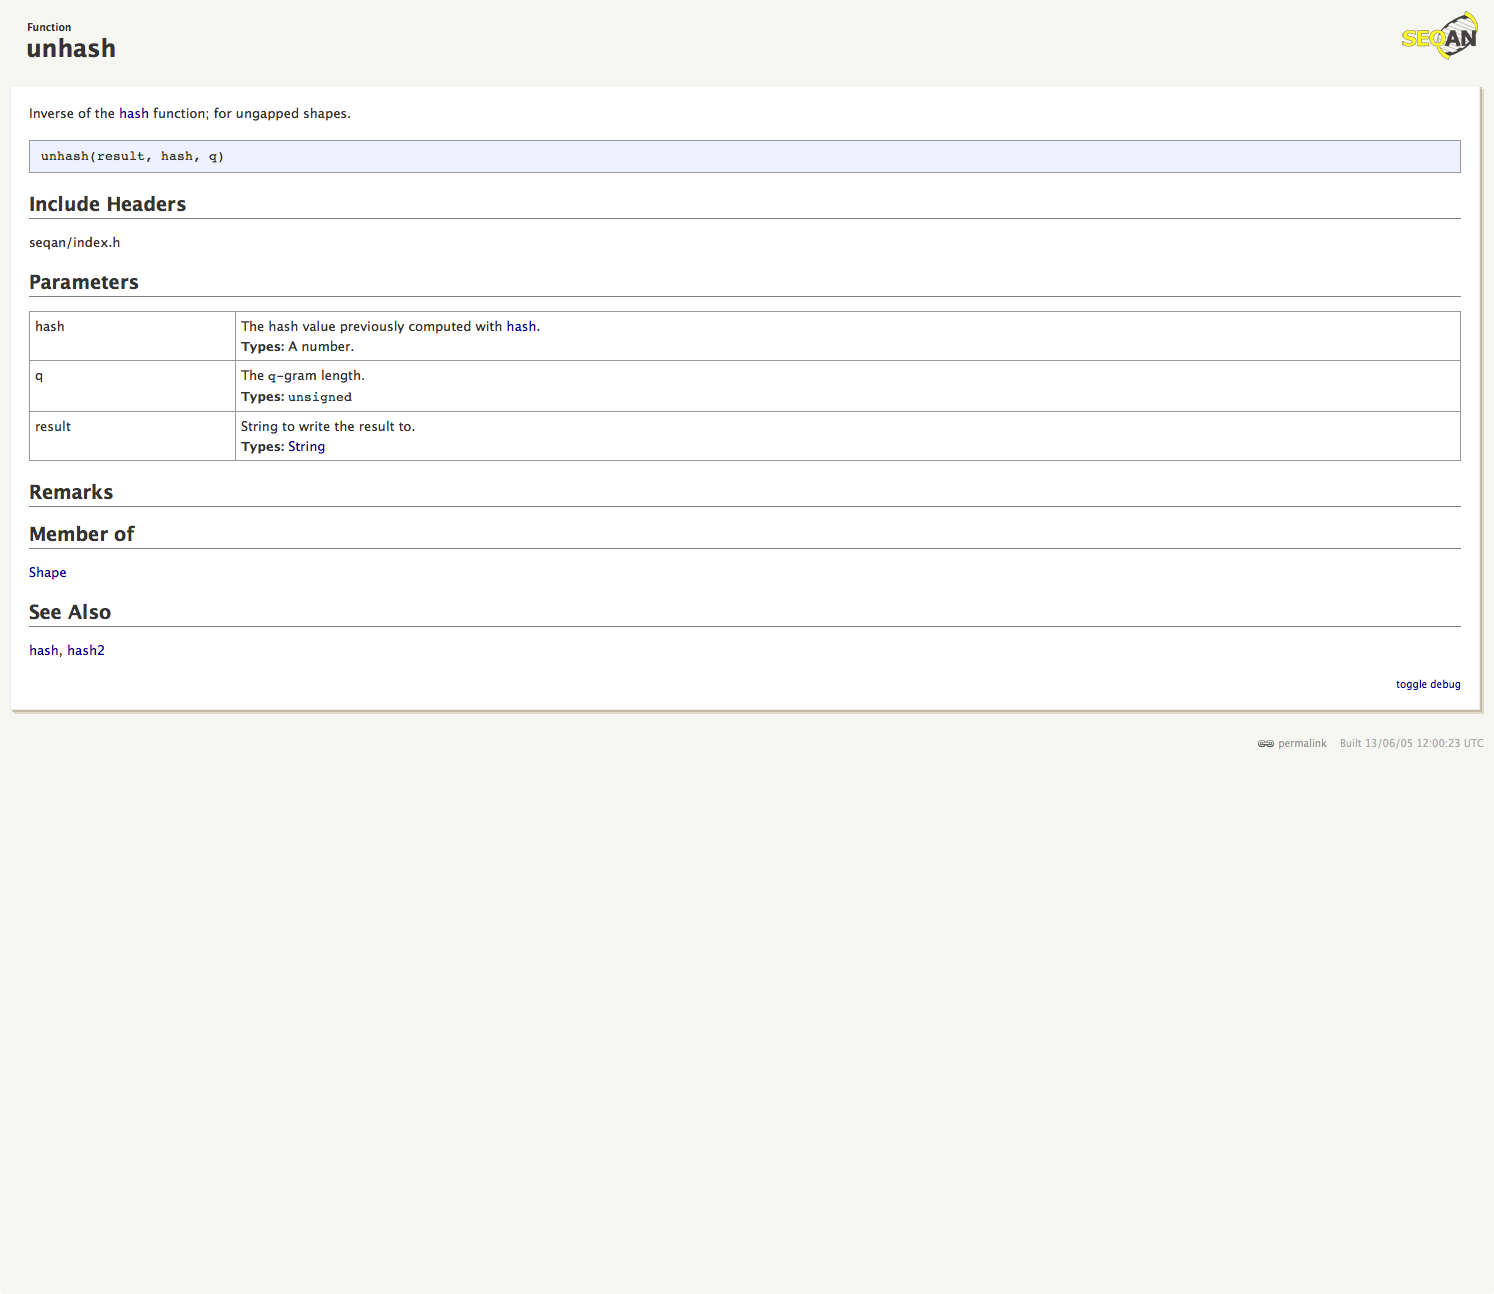 Function
unhash
SEQAN
Inverse of the hash function; for ungapped shapes.
unhash(result, hash, q)
Include Headers
seqan/index.h
Parameters
hash
The hash value previously computed with hash.
Types: A number.
q
The q-gram length.
Types: unsigned
result
String to write the result to.
Types: String
Remarks
Member of
Shape
See Also
hash, hash2
toggle debug
permalink Built 13/06/05 12:00:23 UTC